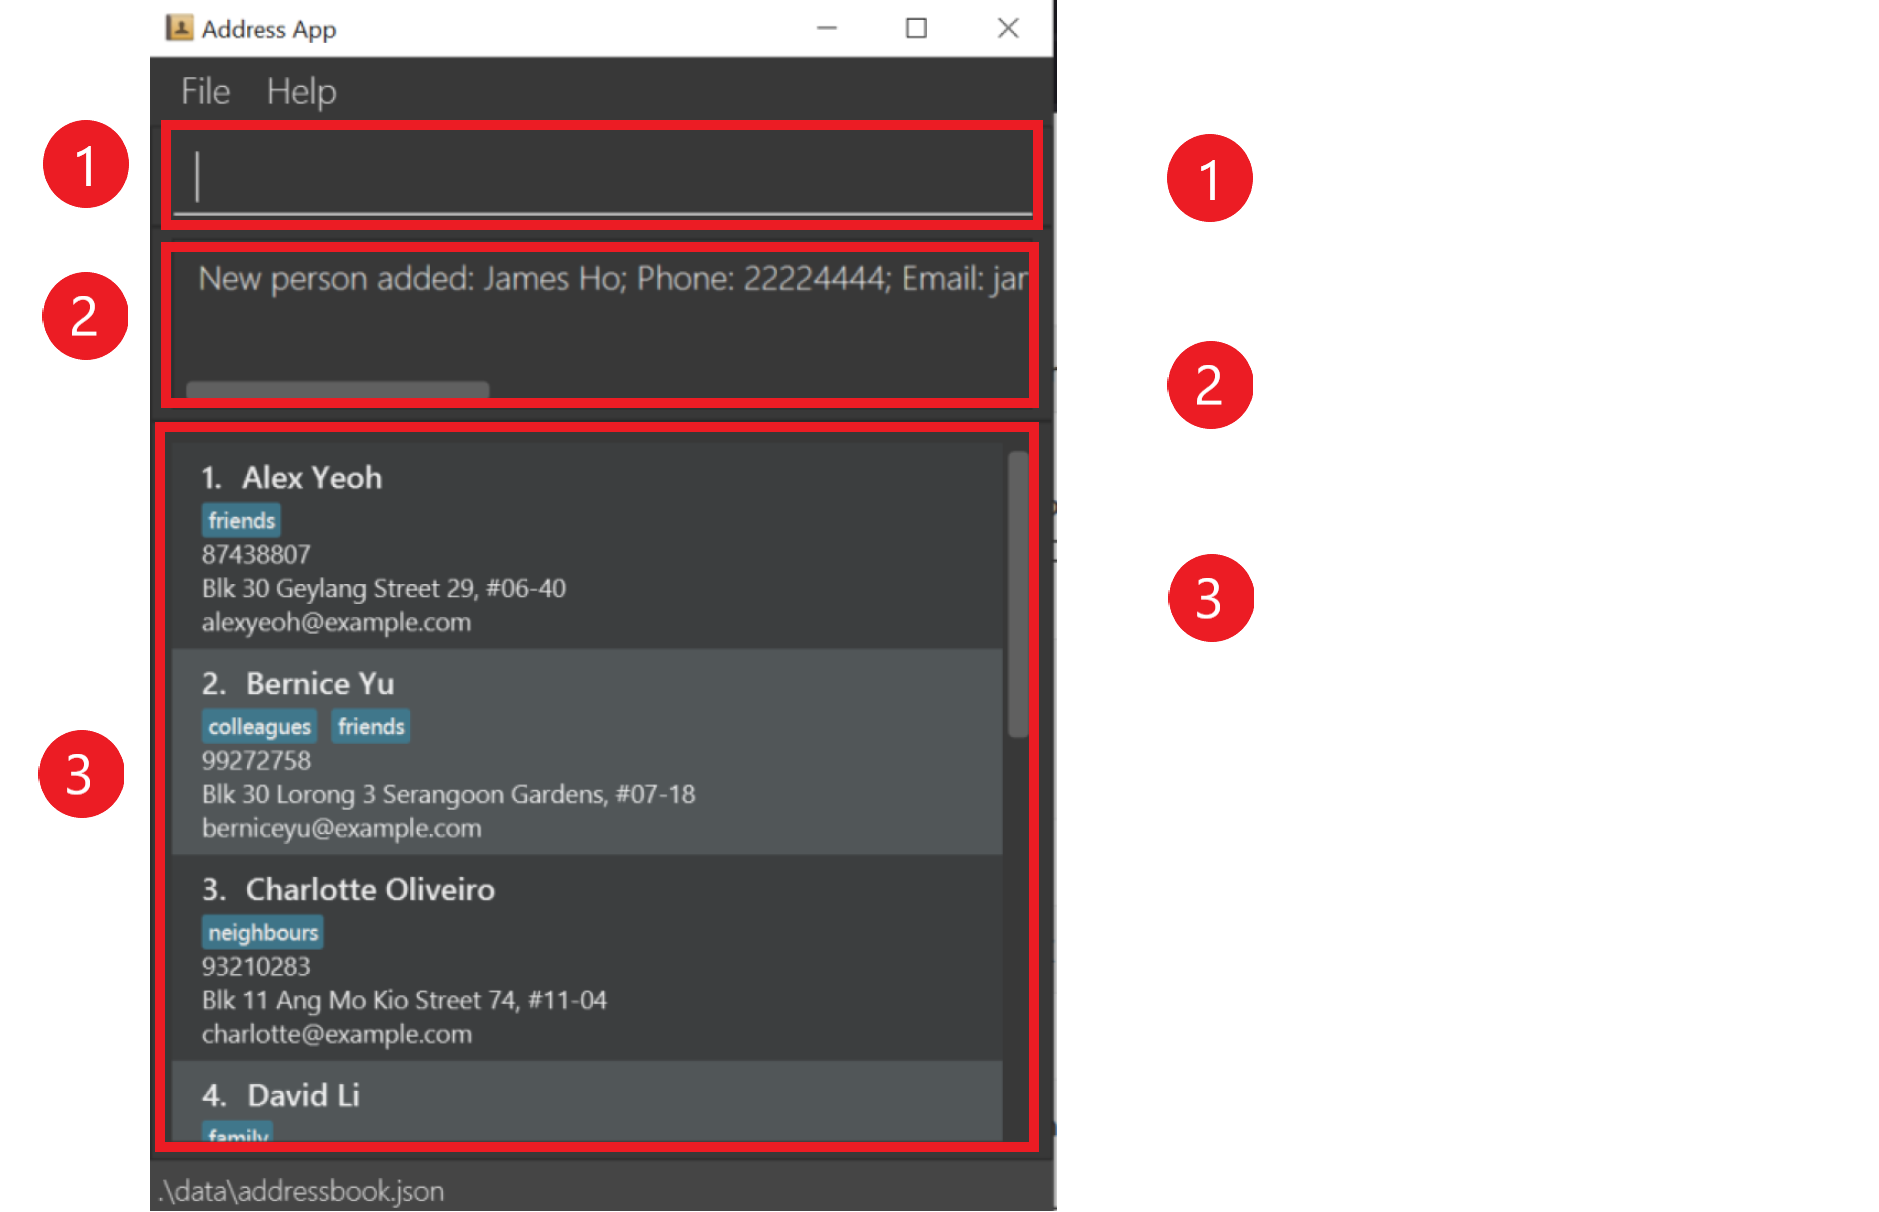 Address App
File Help
1
1
2
New person added: James Ho; Phone: 22224444; Email: jar
2
3
3
1. Alex Yeoh
friends
87438807
Blk 30 Geylang Street 29, #06-40
alexyeoh@example.com
2. Bernice Yu
colleagues friends
99272758
Blk 30 Lorong 3 Serangoon Gardens, #07-18
berniceyu@example.com
3. Charlotte Oliveiro
neighbours
93210283
Blk 11 Ang Mo Kio Street 74, #11-04
charlotte@example.com
4. David Li
family
.\data\addressbook.json